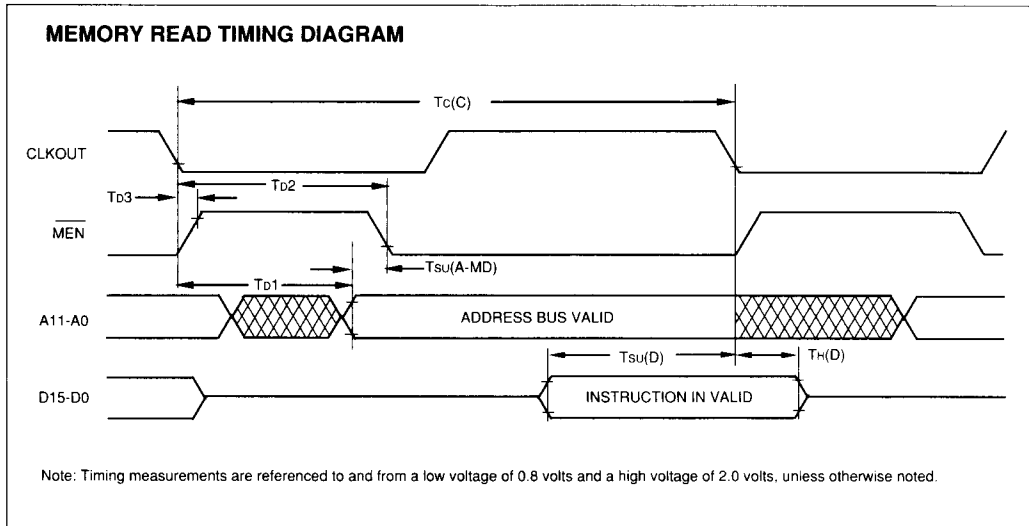 MEMORY READ TIMING DIAGRAM
TC(C)
CLKOUT
TD2
TD3
MEN
TSU(A-MD)
TD1
A11-A0
ADDRESS BUS VALID
TSU(D)
TH(D)
D15-D0
INSTRUCTION IN VALID
Note: Timing measurements are referenced to and from a low voltage of 0.8 volts and a high voltage of 2.0 volts, unless otherwise noted.